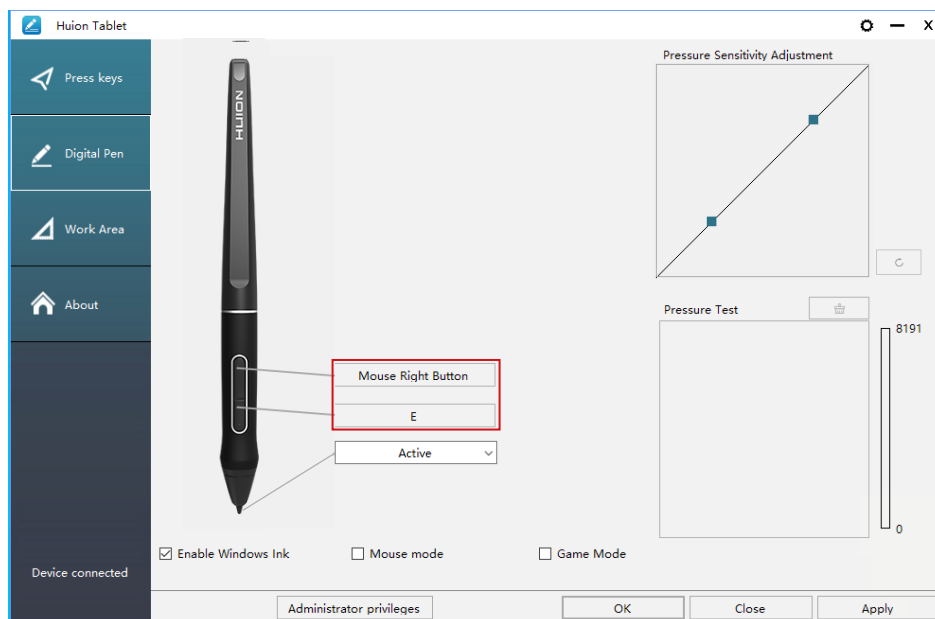 Huion Tablet
X
Press keys
Digital Pen
Work Area
About
Device connected
HUION
Mouse Right Button
E
Active
Pressure Sensitivity Adjustment
Pressure Test
8191
0
Enable Windows Ink
Mouse mode
Game Mode
Administrator privileges
OK
Close
Apply